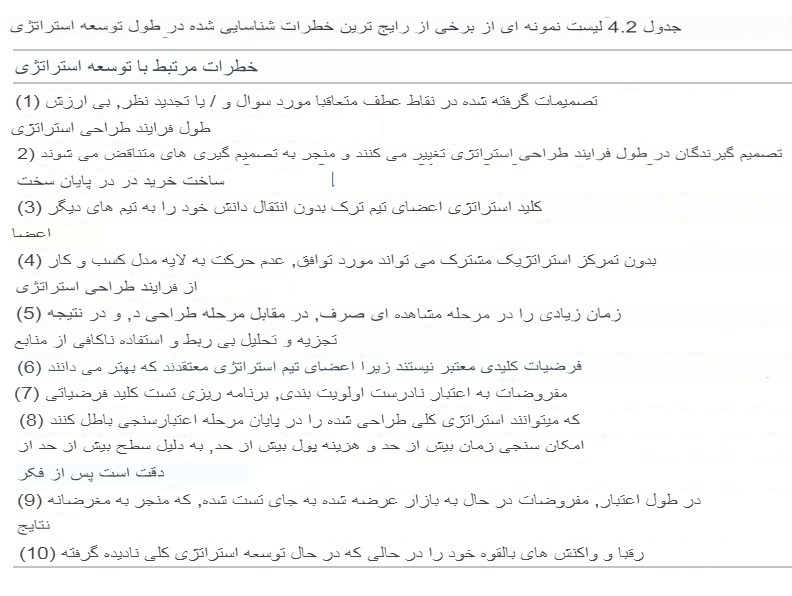 جدول 4.2 لیست نمونه ای از برخی از رایج ترین خطرات شناسایی شده در طول توسعه استراتژی
خطرات مرتبط با توسعه استراتژی
تصمیمات گرفته شده در نقاط عطف متعاقبا مورد سوال و / یا تجدید نظر, بی ارزش (1)
طول فرایند طراحی استراتژی
تصمیم گیرندگان در طول فرایند طراحی استراتژی تغییر می کنند و منجر به تصمیم گیری های متناقض می شوند (2
ساخت خرید در در پایان سخت
کلید استراتژی اعضای تیم ترک بدون انتقال دانش خود را به تیم های دیگر (3)
اعضا
بدون تمرکز استراتژیک مشترک می تواند مورد توافق, عدم حرکت به لایه مدل کسب و کار (4)
از فرایند طراحی استراتژی
زمان زیادی را در مرحله مشاهده ای صرف, در مقابل مرحله طراحی د, و در نتیجه (5)
تجزیه و تحلیل بی ربط و استفاده ناکافی از منابع
فرضیات کلیدی معتبر نیستند زیرا اعضای تیم استراتژی معتقدند که بهتر می دانند (6)
مفروضات به اعتبار نادرست اولویت بندی, برنامه ریزی تست کلید فرضیاتی (7)
که میتوانند استراتژی کلی طراحی شده را در پایان مرحله اعتبارسنجی باطل کنند (8)
امکان سنجی زمان بیش از حد و هزینه پول بیش از حد, به دلیل سطح بیش از حد از
دقت است پس از فکر
در طول اعتبار, مفروضات در حال به بازار عرضه شده به جای تست شده, که منجر به مغرضانه (9)
نتایج
رقبا و واکنش های بالقوه خود را در حالی که در حال توسعه استراتژی کلی نادیده گرفته (10)